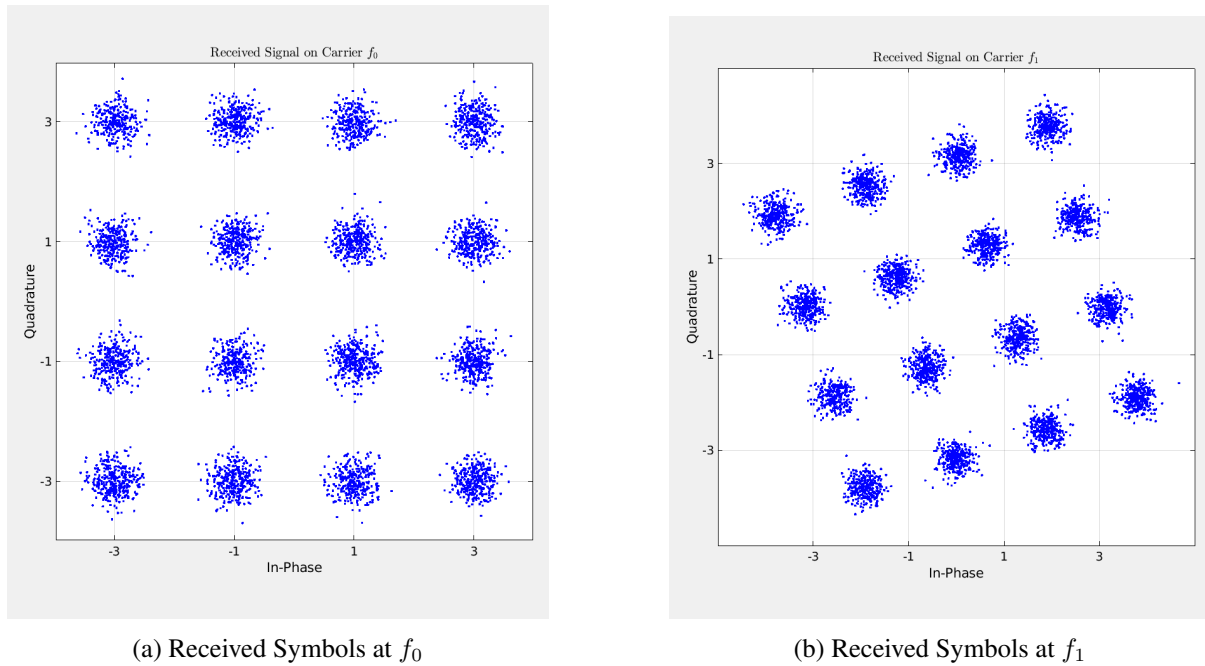 Received Signal on Carrier f₀
3
1
-1
-3
Quadrature
-3 -1 1 3
In-Phase
(a) Received Symbols at f₀
Received Signal on Carrier f₁
3
1
-1
-3
Quadrature
-3 -1 1 3
In-Phase
(b) Received Symbols at f₁